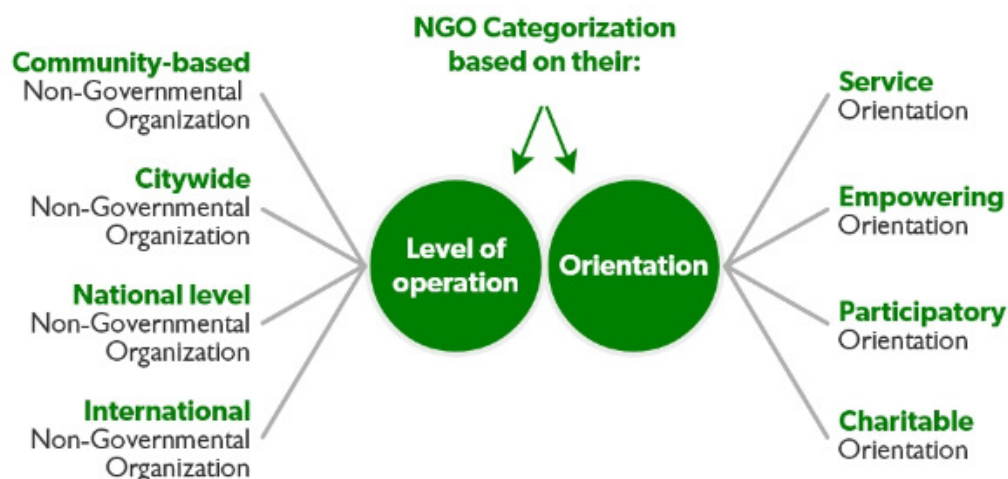 NGO Categorization
based on their:
Community-based
Non-Governmental
Organization
Citywide
Non-Governmental
Organization
National level
Non-Governmental
Organization
International
Non-Governmental
Organization
Level of
operation
Orientation
Service
Orientation
Empowering
Orientation
Participatory
Orientation
Charitable
Orientation